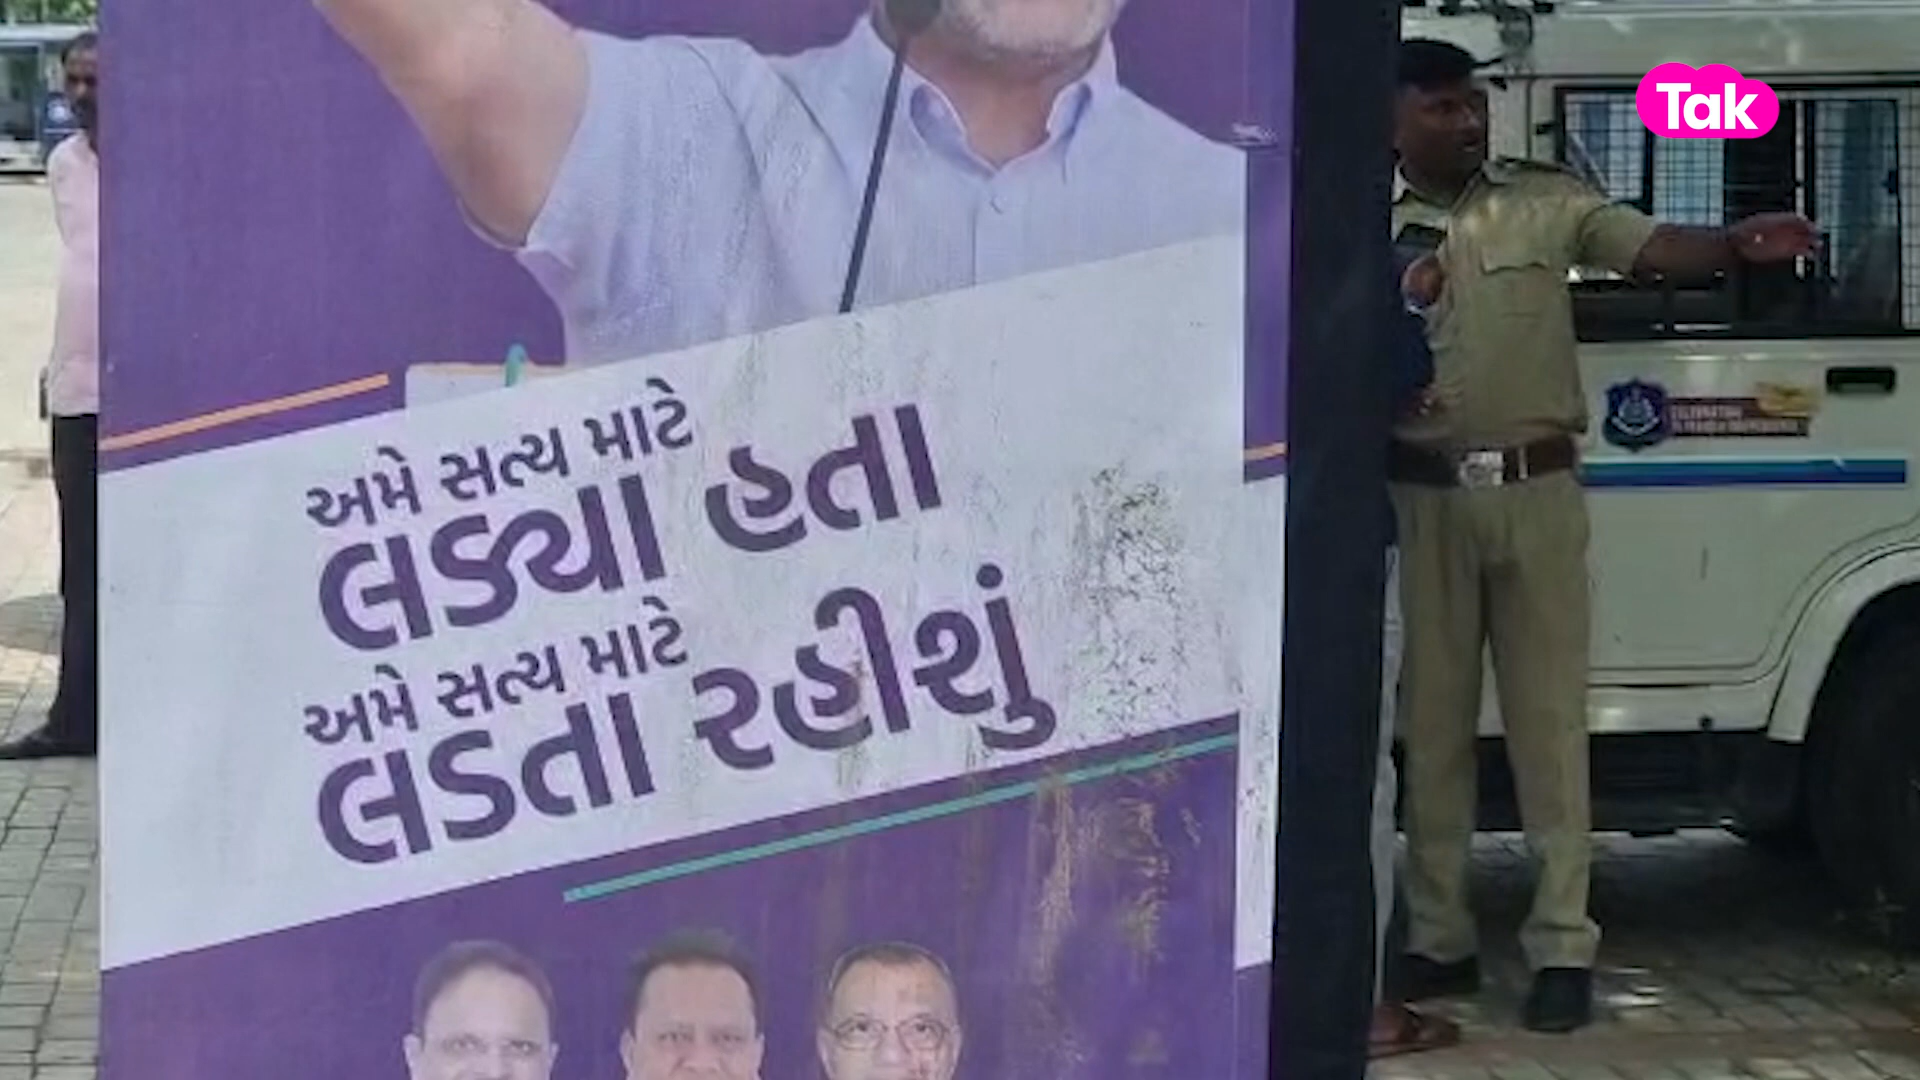 Tak
અમે સત્ય માટે
લડ્યા હતા
અમે સત્ય માટે
લડતા રહીશું